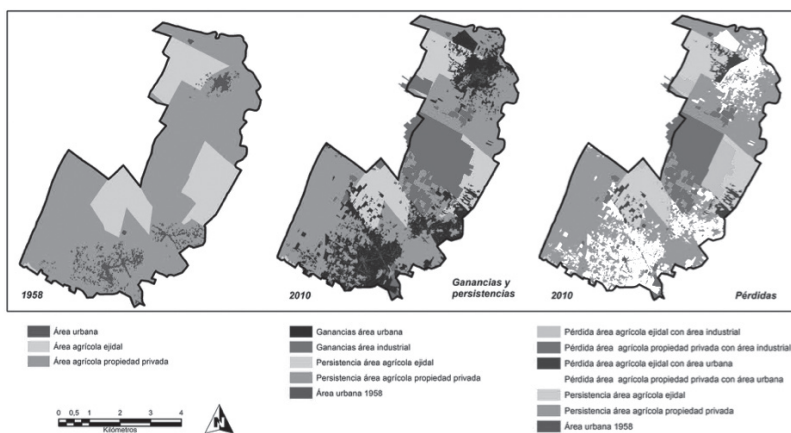 1958
2010
Ganancias y
persistencias
2010
Pérdidas
Área urbana
Área agrícola ejidal
Área agrícola propiedad privada
Ganancias área urbana
Ganancias área industrial
Persistencia área agrícola ejidal
Persistencia área agrícola propiedad privada
Área urbana 1958
Pérdida área agrícola ejidal con área industrial
Pérdida área agrícola propiedad privada con área industrial
Pérdida área agrícola ejidal con área urbana
Pérdida área agrícola propiedad privada con área urbana
Persistencia área agrícola ejidal
Persistencia área agrícola propiedad privada
Área urbana 1958
0 0,5 1 2 3 4
Kilómetros
N